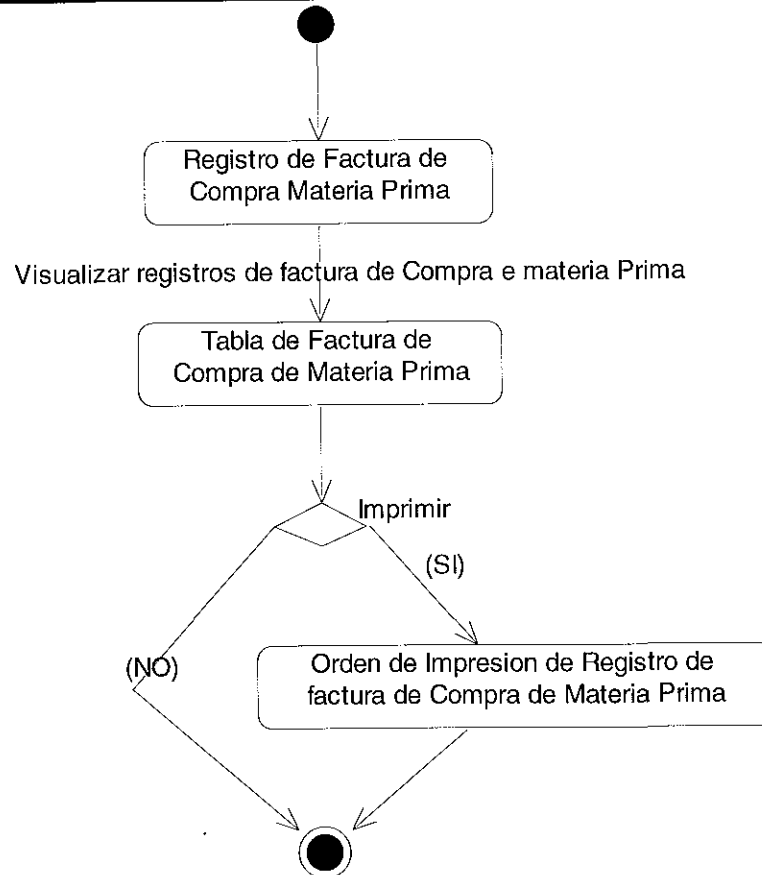 Registro de Factura de
Compra Materia Prima
Visualizar registros de factura de Compra e materia Prima
Tabla de Factura de
Compra de Materia Prima
Imprimir
(SI)
(NO)
Orden de Impresion de Registro de
factura de Compra de Materia Prima